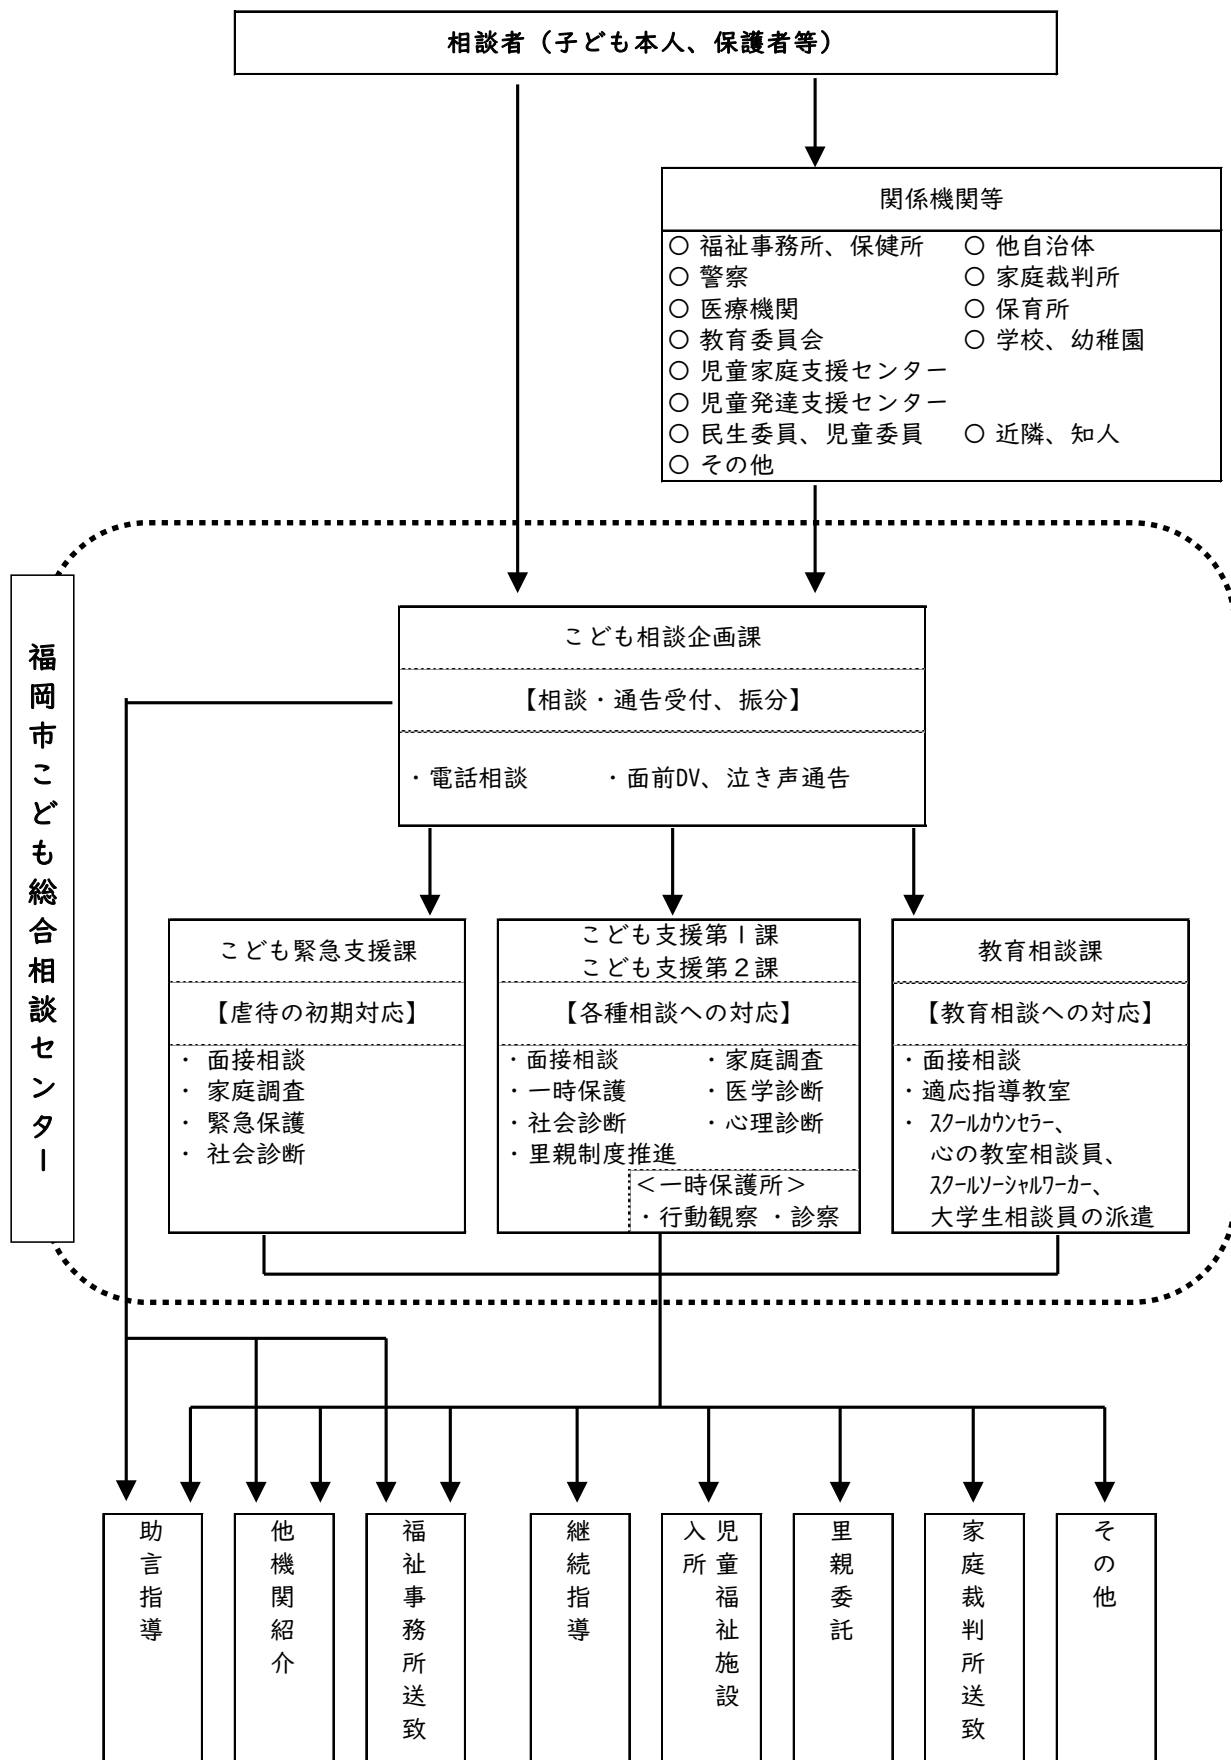 相談者（子ども本人、保護者等）
関係機関等
○ 福祉事務所、保健所　○ 他自治体
○ 警察　○ 家庭裁判所
○ 医療機関　○ 保育所
○ 教育委員会　○ 学校、幼稚園
○ 児童家庭支援センター
○ 児童発達支援センター
○ 民生委員、児童委員　○ 近隣、知人
○ その他
福岡市こども総合相談センター
こども相談企画課
【相談・通告受付、振分】
・電話相談　・面前DV、泣き声通告
こども緊急支援課
【虐待の初期対応】
・ 面接相談
・ 家庭調査
・ 緊急保護
・ 社会診断
こども支援第１課
こども支援第２課
【各種相談への対応】
・面接相談　・家庭調査
・一時保護　・医学診断
・社会診断　・心理診断
・里親制度推進
＜一時保護所＞
・行動観察 ・診察
教育相談課
【教育相談への対応】
・面接相談
・適応指導教室
・ ｽｸｰﾙｶｳﾝｾﾗｰ、
心の教室相談員、
ｽｸｰﾙｿｰｼｬﾙﾜｰｶｰ、
大学生相談員の派遣
助言指導
他機関紹介
福祉事務所送致
継続指導
児童福祉施設
入所
里親委託
家庭裁判所送致
その他